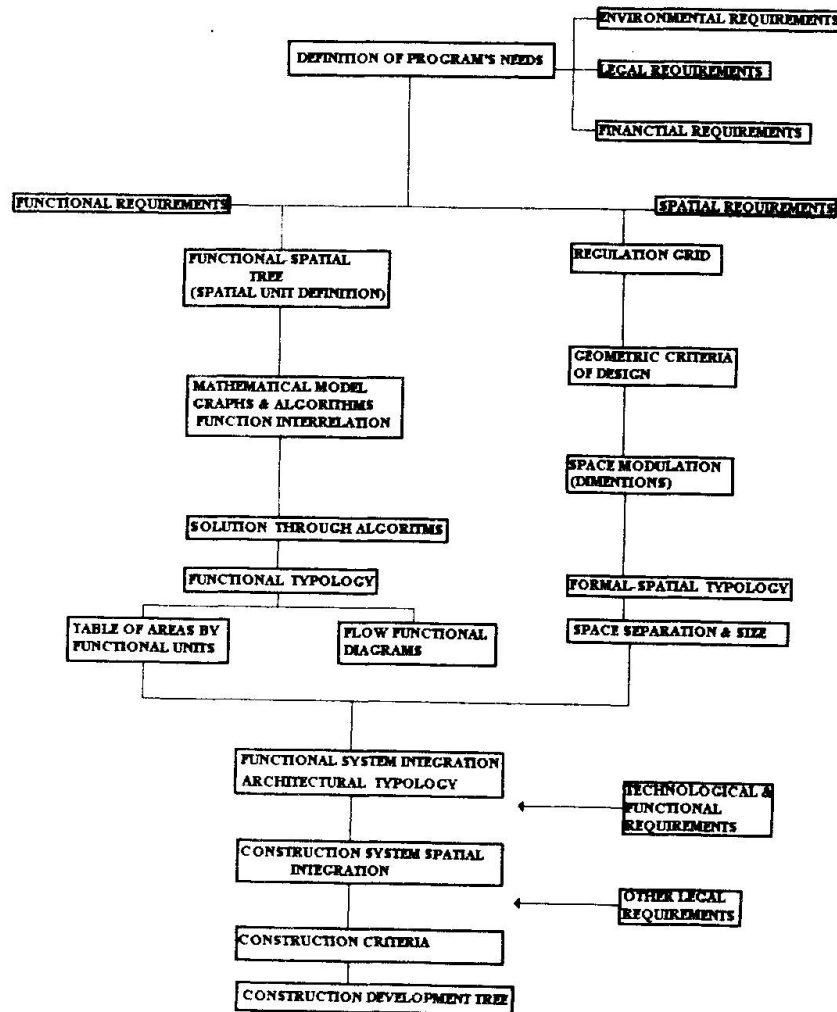 ENVIRONMENTAL REQUIREMENTS
DEFINITION OF PROGRAM'S NEEDS
LEGAL REQUIREMENTS
FINANCTIAL REQUIREMENTS
FUNCTIONAL REQUIREMENTS
SPATIAL REQUIREMENTS
FUNCTIONAL-SPATIAL
TREE
(SPATIAL UNIT DEFINITION)
REGULATION GRID
GEOMETRIC CRITERIA
OF DESIGN
MATHEMATICAL MODEL
GRAPHS & ALGORITHMS
FUNCTION INTERRELATION
SPACE MODULATION
(DIMENTIONS)
SOLUTION THROUGH ALGORITMS
FUNCTIONAL TYPOLOGY
FORMAL-SPATIAL TYPOLOGY
TABLE OF AREAS BY
FUNCTIONAL UNITS
FLOW FUNCTIONAL
DIAGRAMS
SPACE SEPARATION & SIZE
FUNCTIONAL SYSTEM INTEGRATION
ARCHITECTURAL TYPOLOGY
TECHNOLOGICAL &
FUNCTIONAL
REQUIREMENTS
CONSTRUCTION SYSTEM SPATIAL
INTEGRATION
OTHER LEGAL
REQUIREMENTS
CONSTRUCTION CRITERIA
CONSTRUCTION DEVELOPMENT TREE